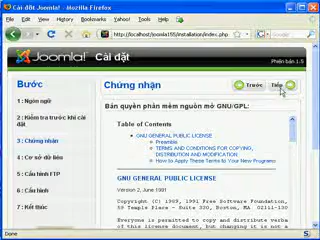 Cài đặt Joomla! - Mozilla Firefox
File Edit View History Bookmarks Tools Help
http://localhost/joomla155/installation/index.php
Joomla! Cài đặt
Phiên bản 1.5
Bước
1 : Ngôn ngữ
2 : Kiểm tra trước khi cài đặt
3 : Chứng nhận
4 : Cơ sở dữ liệu
5 : Cấu hình FTP
6 : Cấu hình
7 : Kết thúc
Chứng nhận
Trước
Tiếp
Bản quyền phần mềm nguồn mở GNU/GPL:
Table of Contents
GNU GENERAL PUBLIC LICENSE
Preamble
TERMS AND CONDITIONS FOR COPYING,
DISTRIBUTION AND MODIFICATION
How to Apply These Terms to Your New Programs
GNU GENERAL PUBLIC LICENSE
Version 2, June 1991
Copyright (C) 1989, 1991 Free Software Foundation,
59 Temple Place - Suite 330, Boston, MA 02111-130
Everyone is permitted to copy and distribute verba
of this license document, but changing it is not a
Done